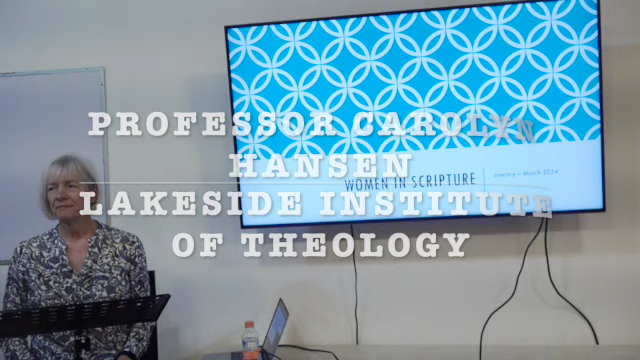 PROFESSOR CAROLYN
HANSEN
LAKESIDE INSTITUTE
OF THEOLOGY
WOMEN IN SCRIPTURE
January – March 2024